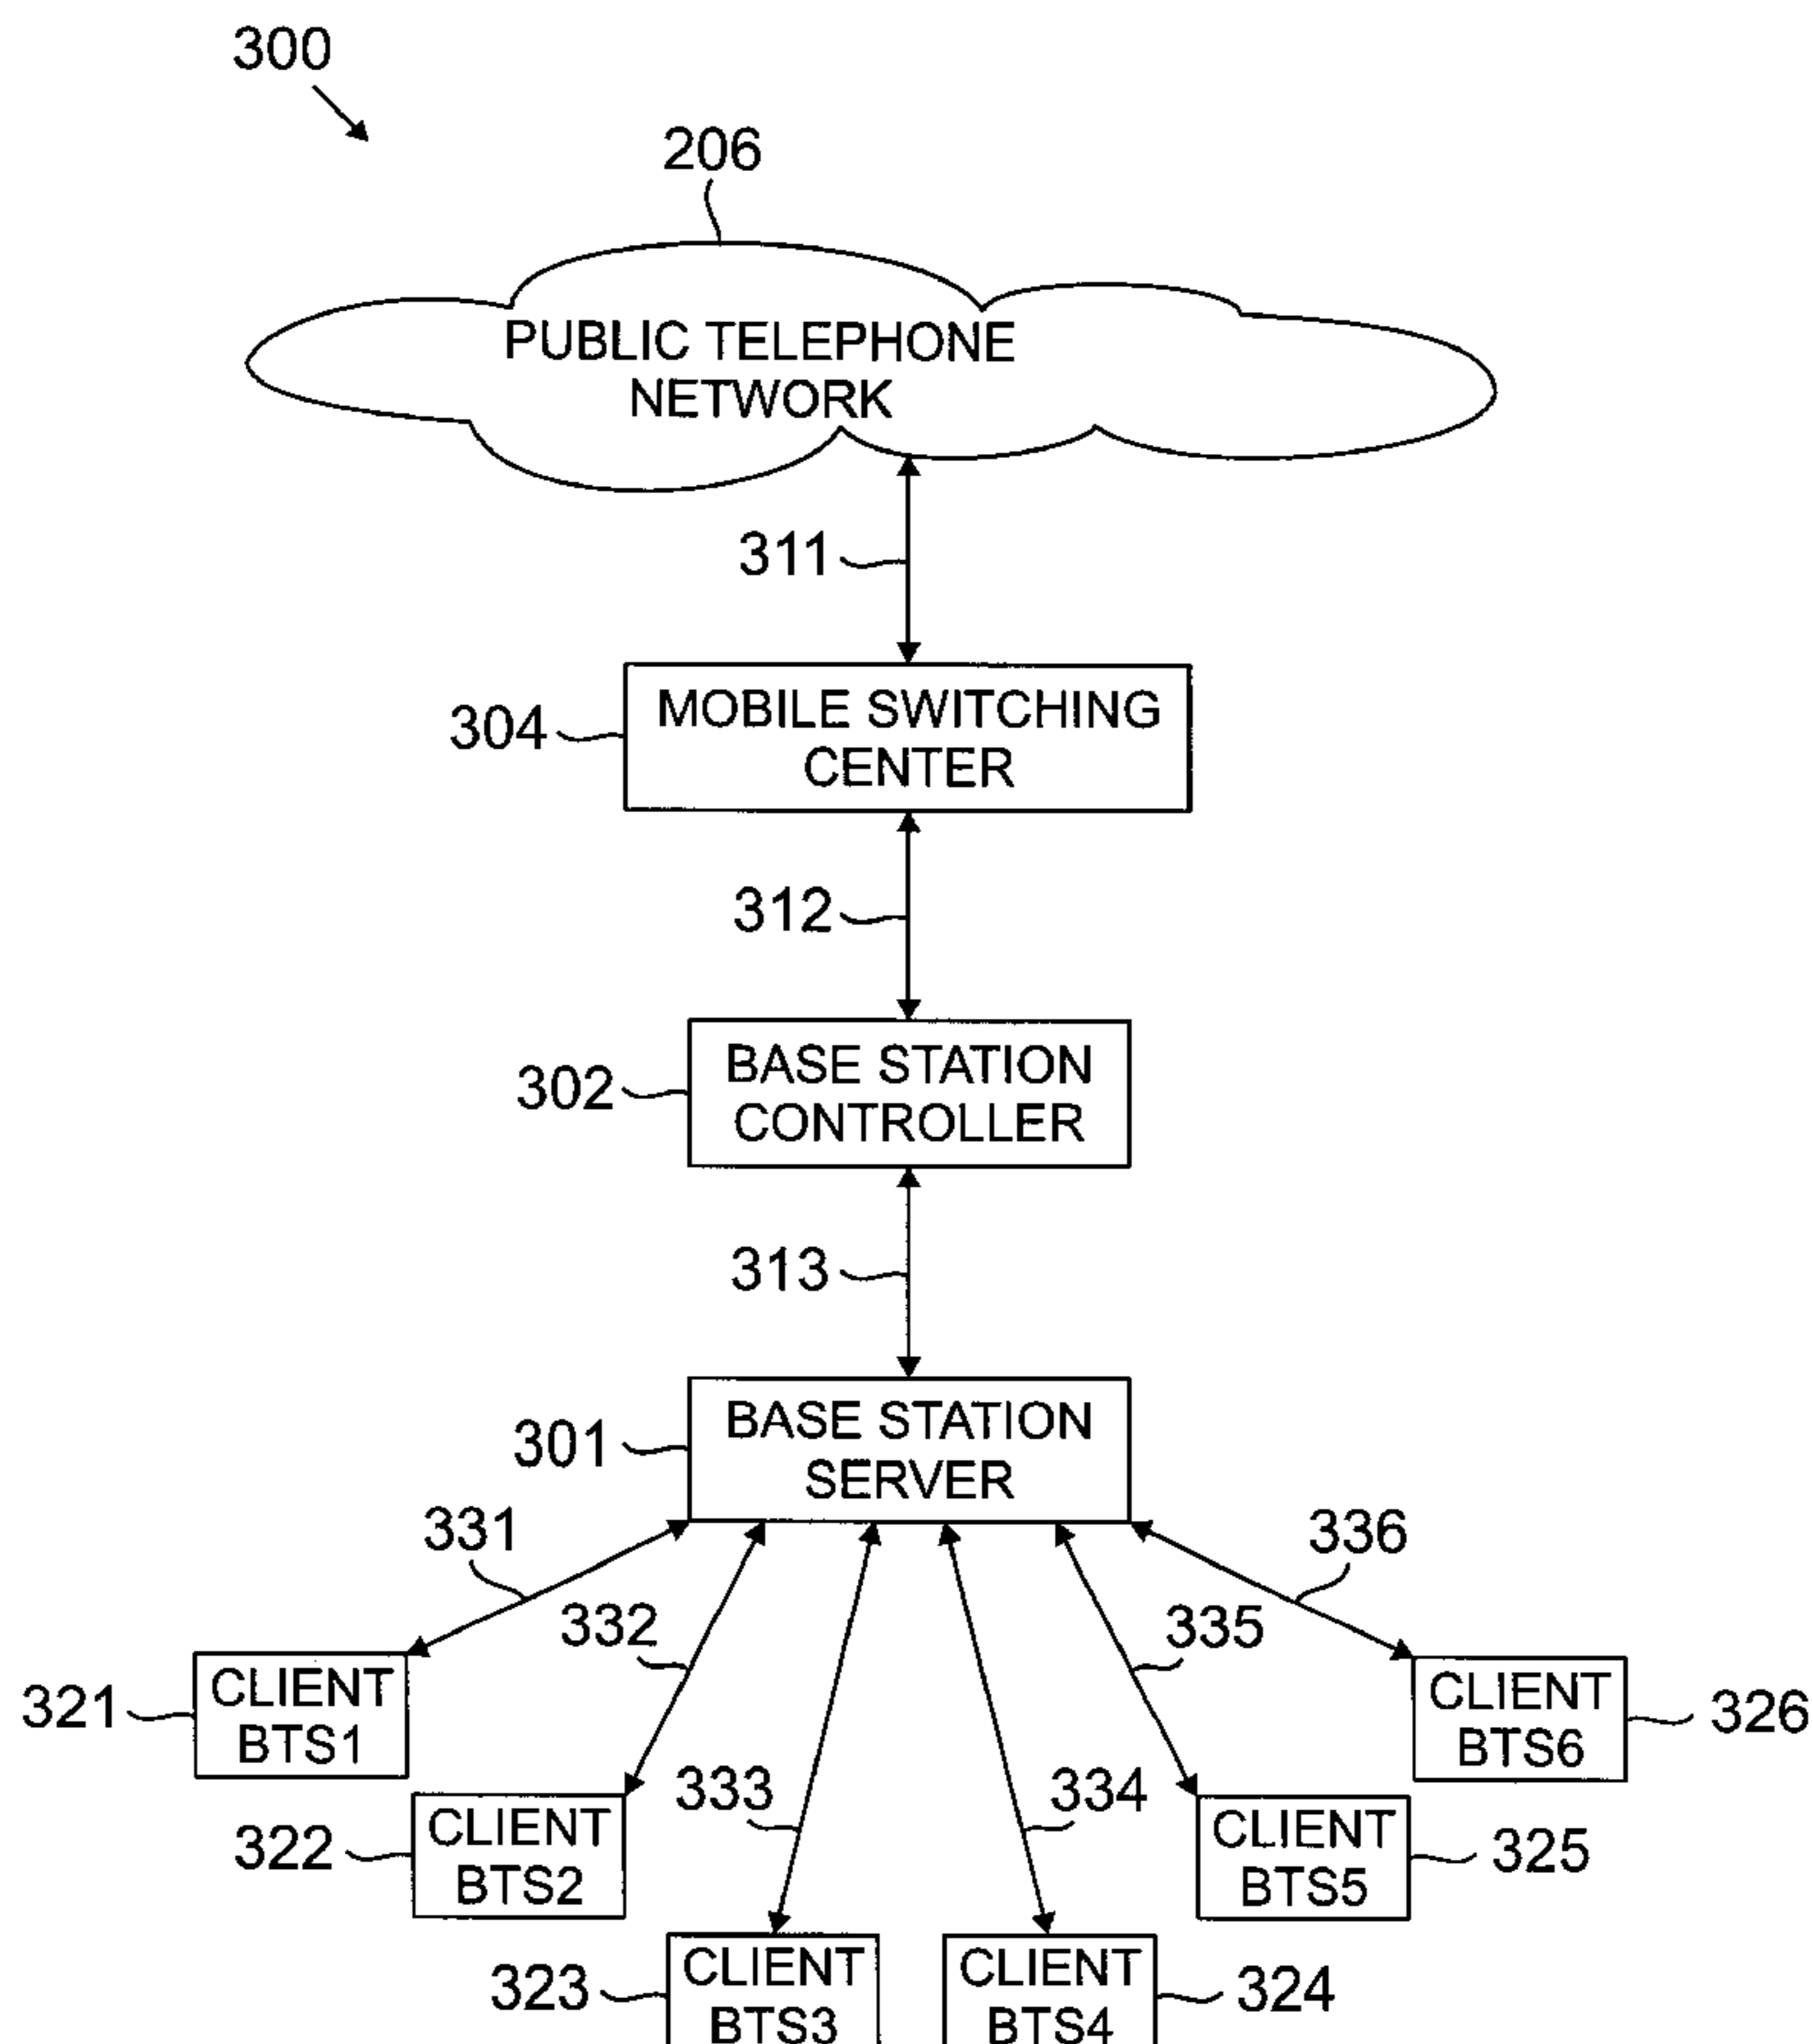 300
206
PUBLIC TELEPHONE
NETWORK
311
304
MOBILE SWITCHING
CENTER
312
302
BASE STATION
CONTROLLER
313
301
BASE STATION
SERVER
331
336
332
335
321
CLIENT
BTS1
CLIENT
BTS6
326
333
334
322
CLIENT
BTS2
CLIENT
BTS5
325
323
CLIENT
BTS3
CLIENT
BTS4
324